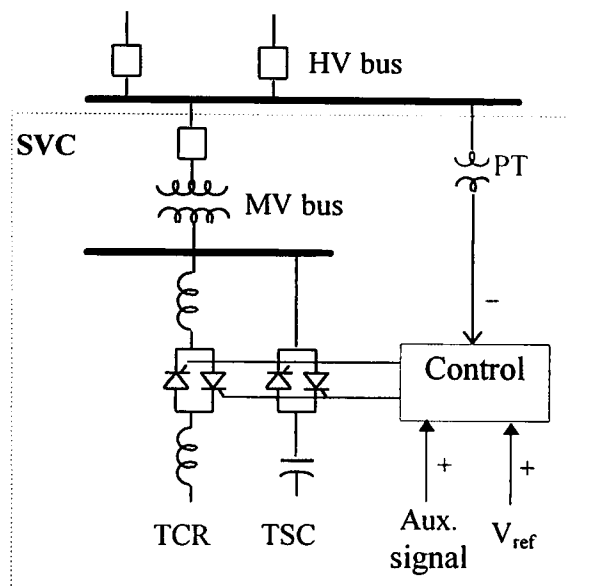 HV bus
SVC
PT
MV bus
−
Control
+
+
TCR
TSC
Aux.
signal
V_ref